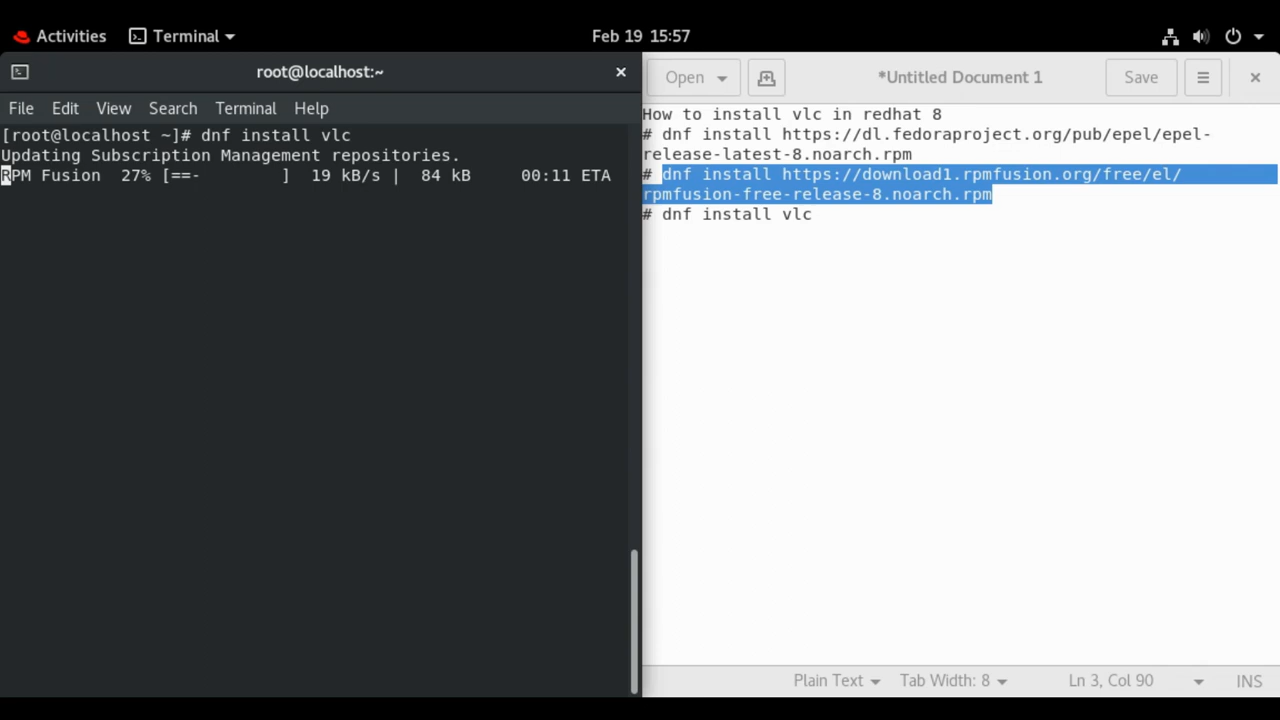 Activities Terminal Feb 19 15:57
root@localhost:~
File Edit View Search Terminal Help
[root@localhost ~]# dnf install vlc
Updating Subscription Management repositories.
RPM Fusion 27% [==- ] 19 kB/s | 84 kB 00:11 ETA
Open *Untitled Document 1 Save
How to install vlc in redhat 8
# dnf install https://dl.fedoraproject.org/pub/epel/epel-
release-latest-8.noarch.rpm
# dnf install https://download1.rpmfusion.org/free/el/
rpmfusion-free-release-8.noarch.rpm
# dnf install vlc
Plain Text Tab Width: 8 Ln 3, Col 90 INS